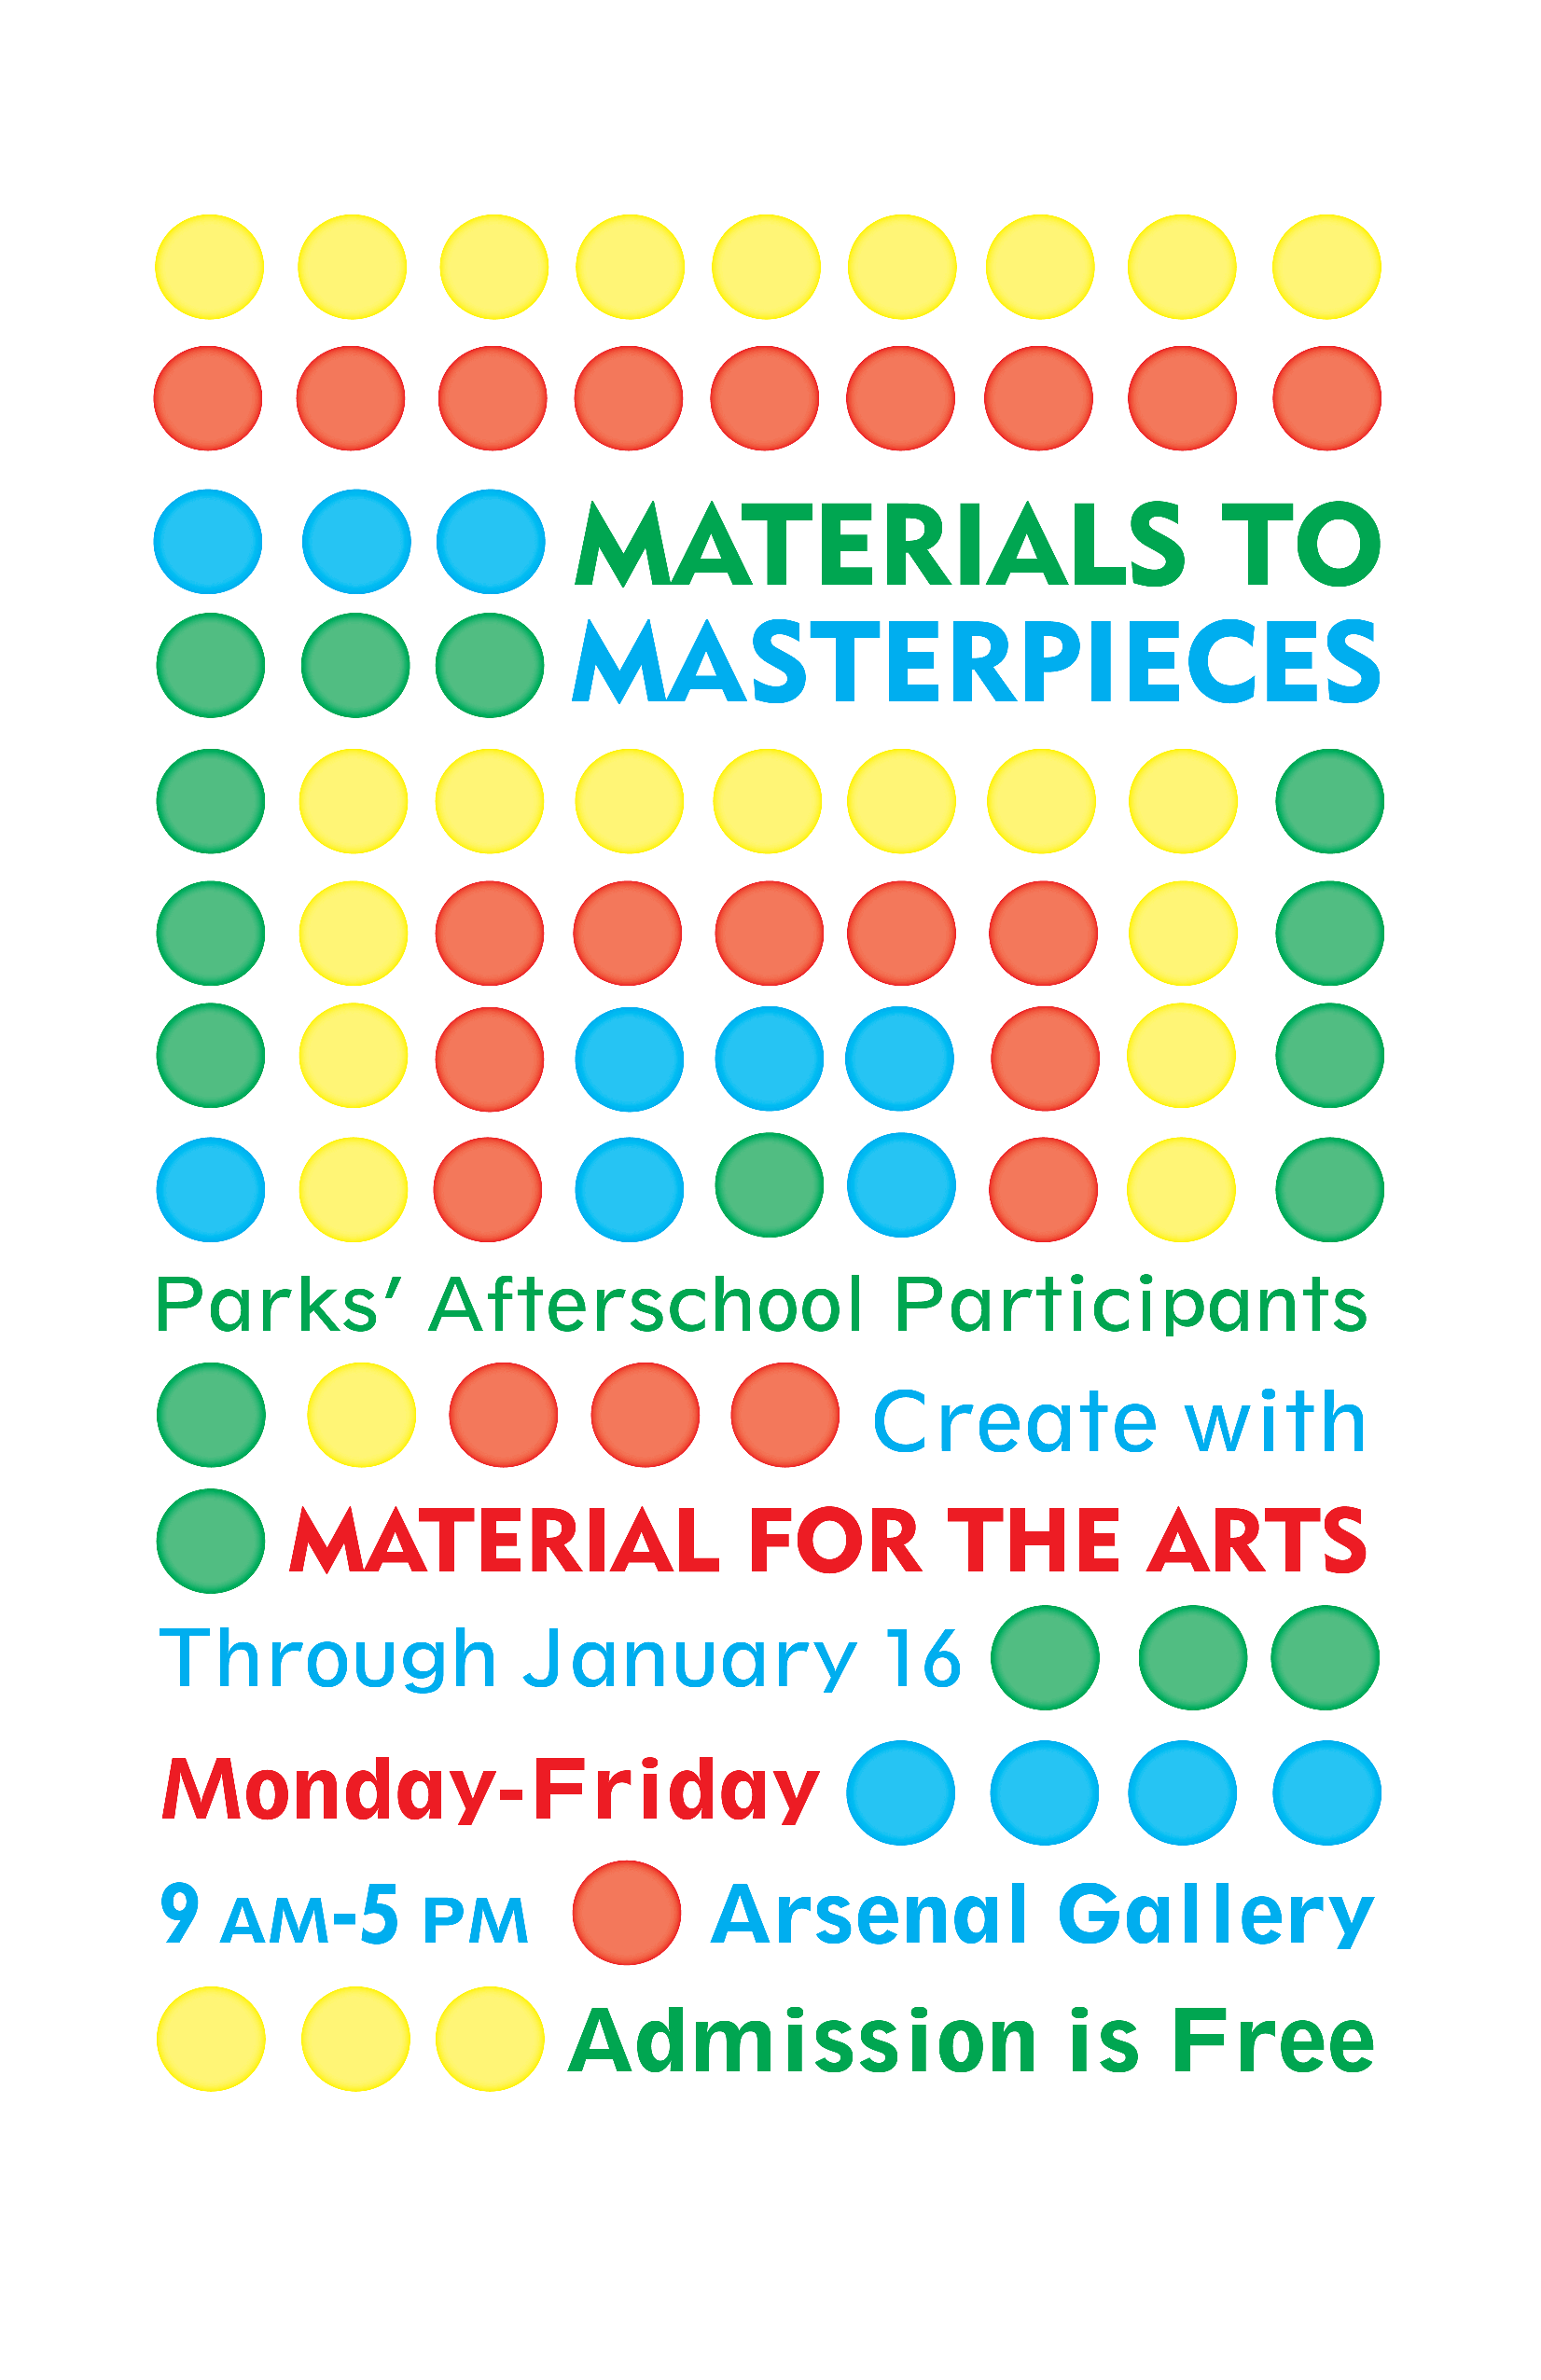 MATERIALS TO
MASTERPIECES
Parks’ Afterschool Participants
Create with
MATERIAL FOR THE ARTS
Through January 16
Monday-Friday
9 AM-5 PM Arsenal Gallery
Admission is Free